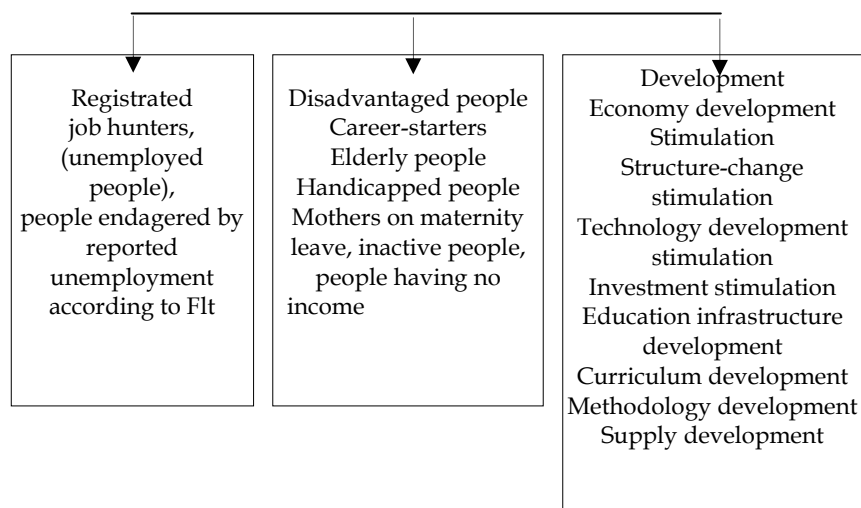 Registrated
job hunters,
(unemployed
people),
people endagered by
reported
unemployment
according to Flt
Disadvantaged people
Career-starters
Elderly people
Handicapped people
Mothers on maternity
leave, inactive people,
people having no
income
Development
Economy development
Stimulation
Structure-change
stimulation
Technology development
stimulation
Investment stimulation
Education infrastructure
development
Curriculum development
Methodology development
Supply development